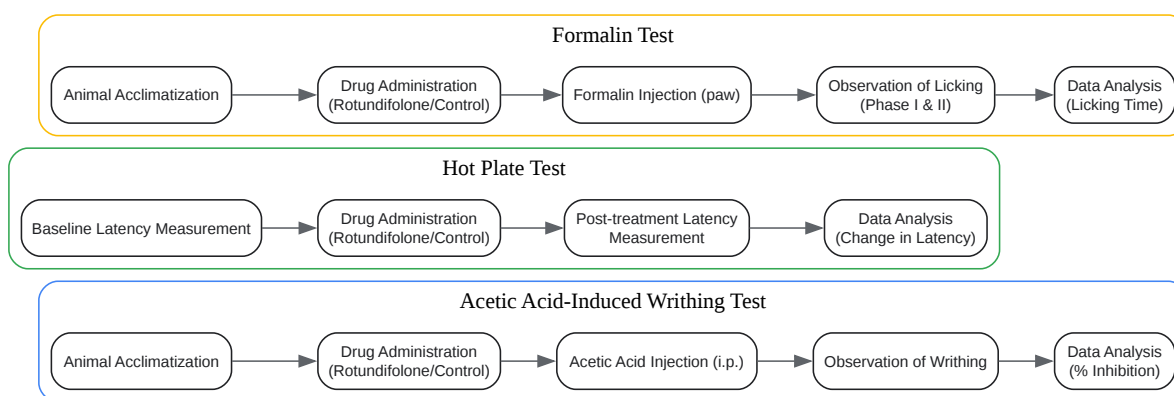 Formalin Test
Animal Acclimatization
Drug Administration
(Rotundifolone/Control)
Formalin Injection (paw)
Observation of Licking
(Phase I & II)
Data Analysis
(Licking Time)
Hot Plate Test
Baseline Latency Measurement
Drug Administration
(Rotundifolone/Control)
Post-treatment Latency
Measurement
Data Analysis
(Change in Latency)
Acetic Acid-Induced Writhing Test
Animal Acclimatization
Drug Administration
(Rotundifolone/Control)
Acetic Acid Injection (i.p.)
Observation of Writhing
Data Analysis
(% Inhibition)